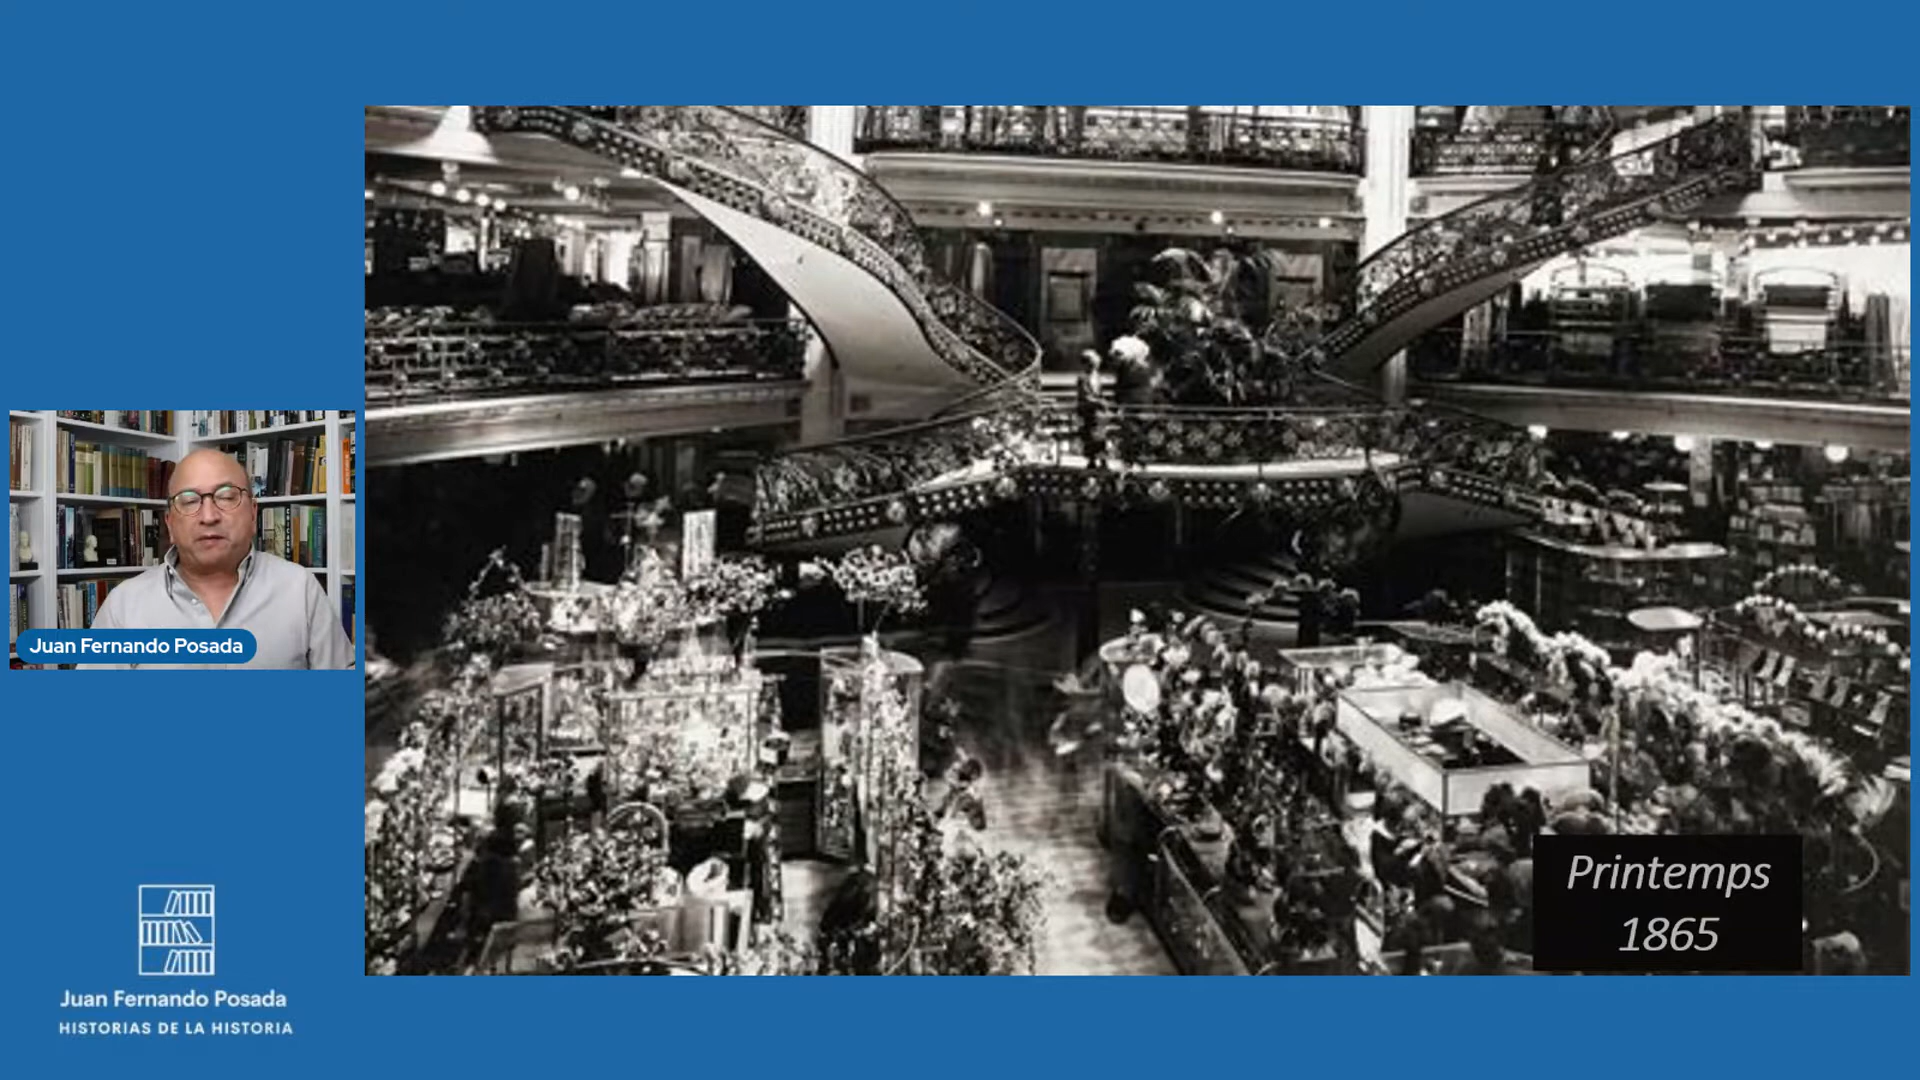 Juan Fernando Posada
Printemps
1865
Juan Fernando Posada
HISTORIAS DE LA HISTORIA